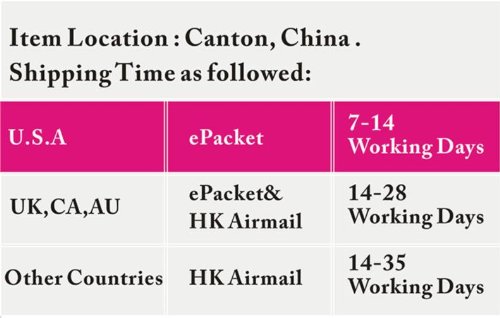 Item Location : Canton, China .
Shipping Time as followed:
U.S.A ePacket 7-14 Working Days
UK,CA,AU ePacket& HK Airmail 14-28 Working Days
Other Countries HK Airmail 14-35 Working Days